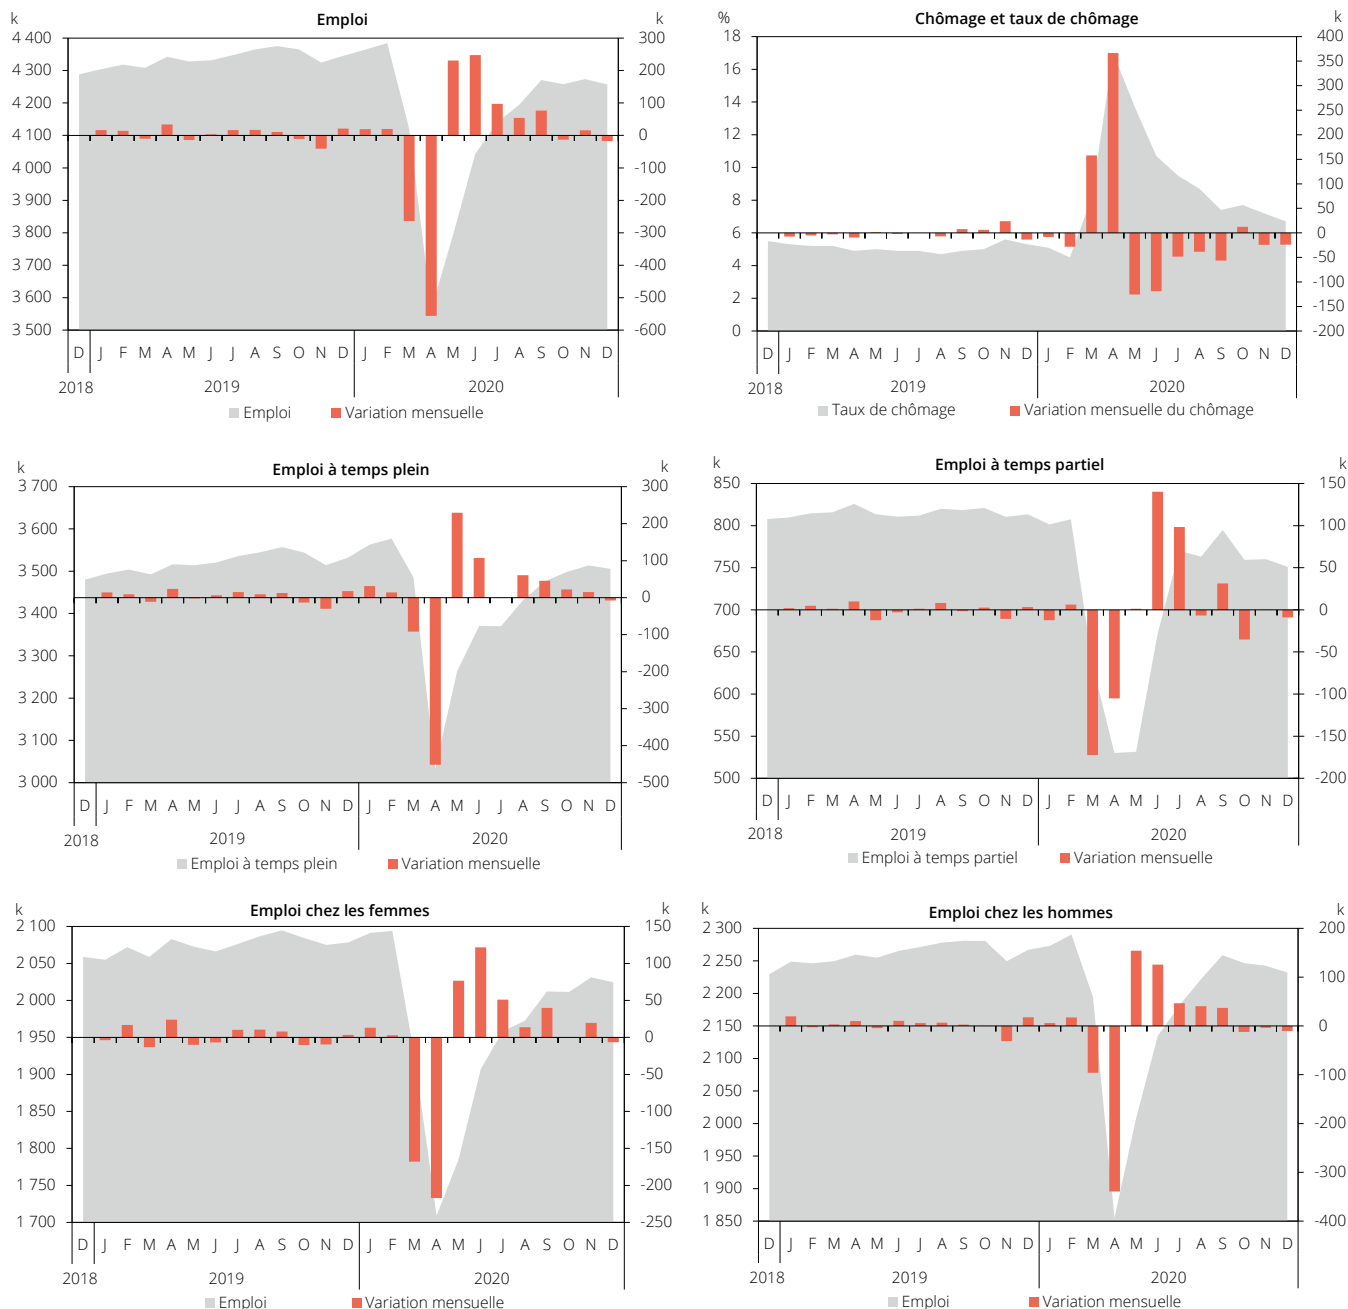 Emploi
k k
4 400 300
4 300 200
4 200 100
4 100 0
4 000 -100
3 900 -200
3 800 -300
3 700 -400
3 600 -500
3 500 -600
D J F M A M J J A S O N D J F M A M J J A S O N D
2018 2019 2020
Emploi Variation mensuelle
Chômage et taux de chômage
% k
18 400
16 350
14 300
12 250
10 200
8 150
6 100
4 50
2 0
0 -50
-100
-150
-200
D J F M A M J J A S O N D J F M A M J J A S O N D
2018 2019 2020
Taux de chômage Variation mensuelle du chômage
Emploi à temps plein
k k
3 700 300
3 600 200
3 500 100
3 400 0
3 300 -100
3 200 -200
3 100 -300
3 000 -400
-500
D J F M A M J J A S O N D J F M A M J J A S O N D
2018 2019 2020
Emploi à temps plein Variation mensuelle
Emploi à temps partiel
k k
850 150
800 100
750 50
700 0
650 -50
600 -100
550 -150
500 -200
D J F M A M J J A S O N D J F M A M J J A S O N D
2018 2019 2020
Emploi à temps partiel Variation mensuelle
Emploi chez les femmes
k k
2 100 150
2 050 100
2 000 50
1 950 0
1 900 -50
1 850 -100
1 800 -150
1 750 -200
1 700 -250
D J F M A M J J A S O N D J F M A M J J A S O N D
2018 2019 2020
Emploi Variation mensuelle
Emploi chez les hommes
k k
2 300 200
2 250 100
2 200 0
2 150 -100
2 100 -200
2 050 -300
2 000 -400
1 950
1 900
1 850
D J F M A M J J A S O N D J F M A M J J A S O N D
2018 2019 2020
Emploi Variation mensuelle